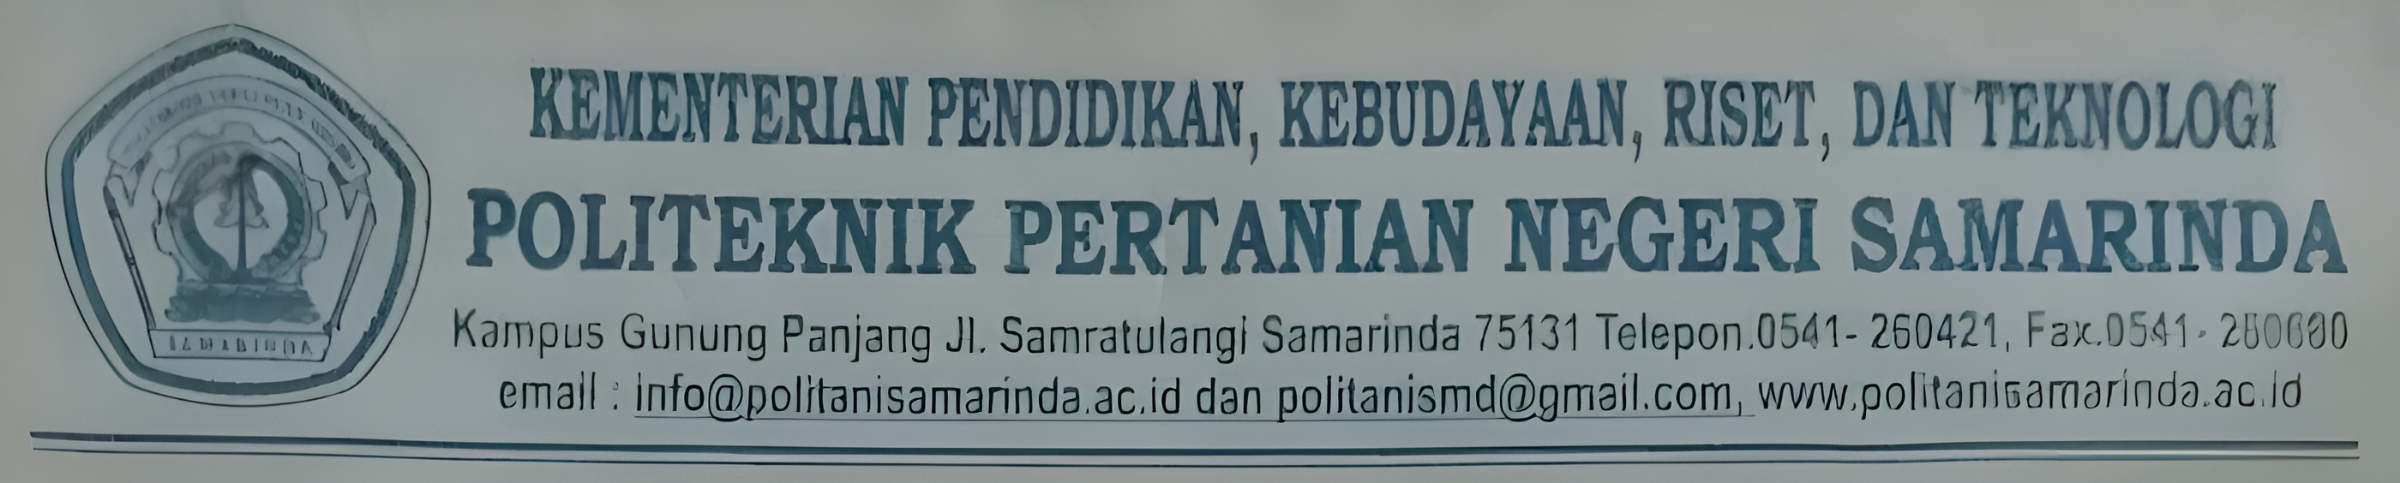 KEMENTERIAN PENDIDIKAN, KEBUDAYAAN, RISET, DAN TEKNOLOGI
POLITEKNIK PERTANIAN NEGERI SAMARINDA
Kampus Gunung Panjang Jl. Samratulangi Samarinda 75131 Telepon.0541- 260421, Fax.0541-
email : info@politanisamarinda.ac.id dan politanismd@gmail.com, www.politanisamarinda.ac.id
SAMARINDA